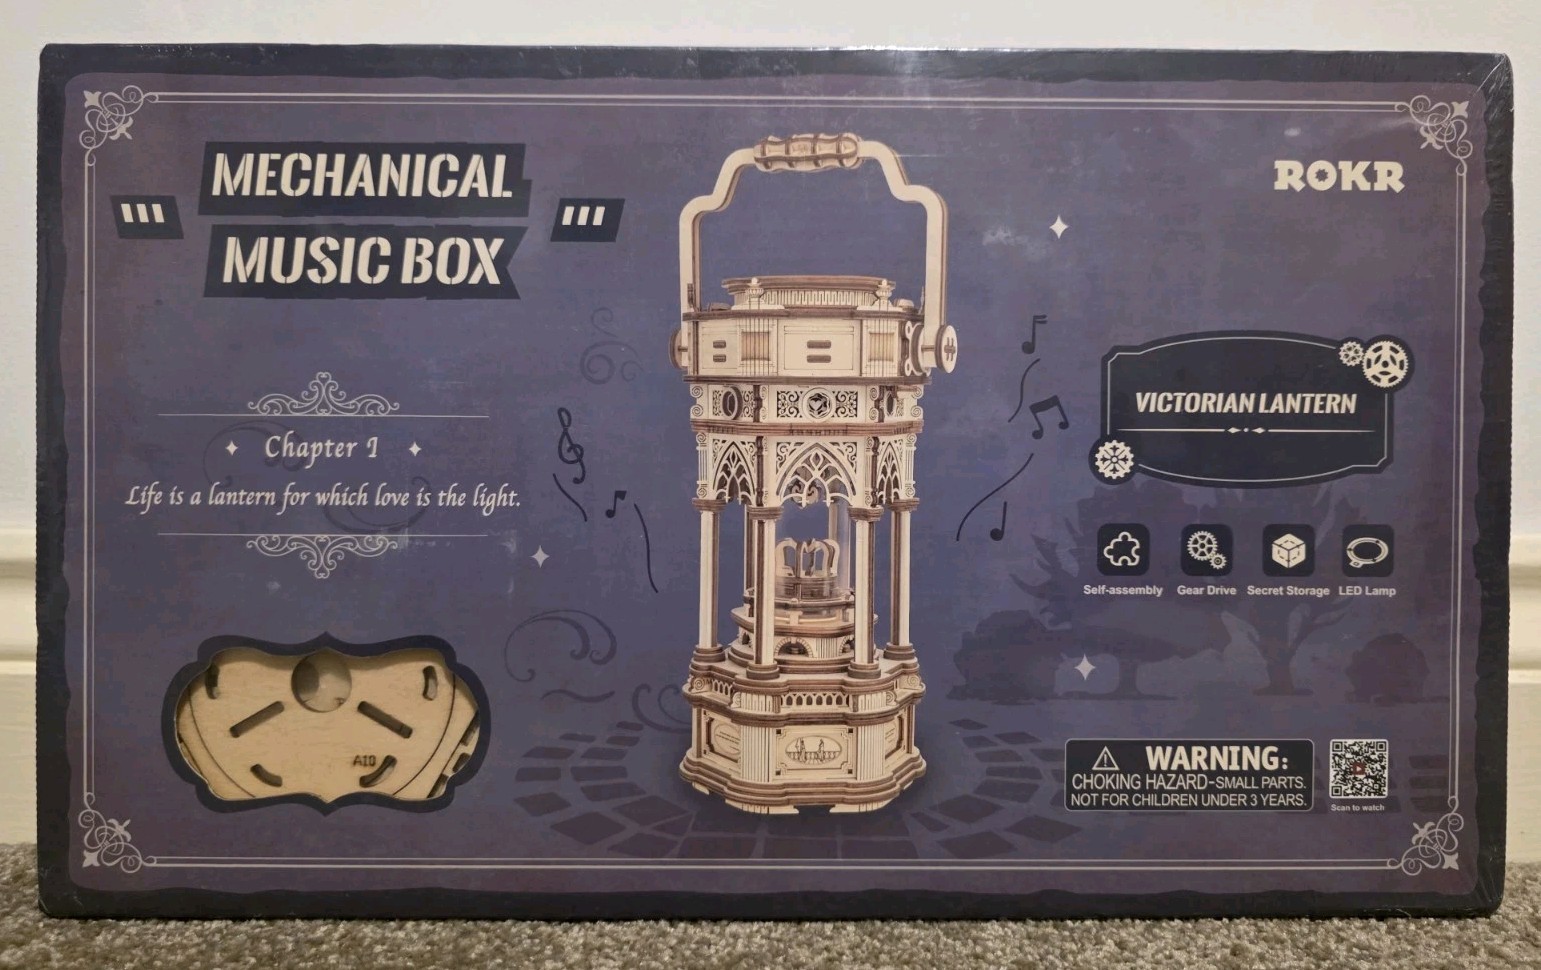 MECHANICAL
MUSIC BOX
ROKR
Chapter I
Life is a lantern for which love is the light.
VICTORIAN LANTERN
Self-assembly Gear Drive Secret Storage LED Lamp
A10
WARNING:
CHOKING HAZARD-SMALL PARTS.
NOT FOR CHILDREN UNDER 3 YEARS.
Scan to watch